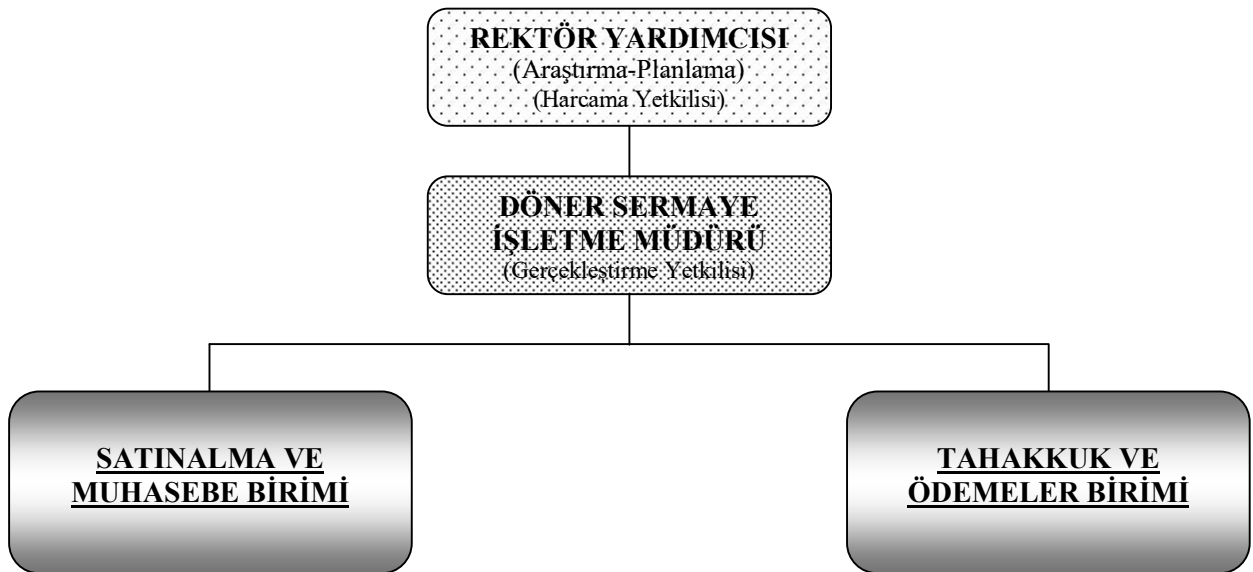 REKTÖR YARDIMCISI
(Araştırma-Planlama)
(Harcama Yetkilisi)
DÖNER SERMAYE
İŞLETME MÜDÜRÜ
(Gerçekleştirme Yetkilisi)
SATINALMA VE
MUHASEBE BİRİMİ
TAHAKKUK VE
ÖDEMELER BİRİMİ